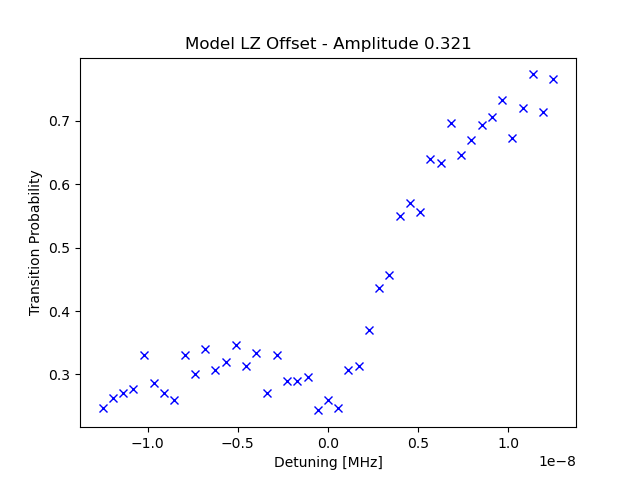 Model LZ Offset - Amplitude 0.321
Transition Probability
0.7
0.6
0.5
0.4
0.3
−1.0 −0.5 0.0 0.5 1.0
1e−8
Detuning [MHz]